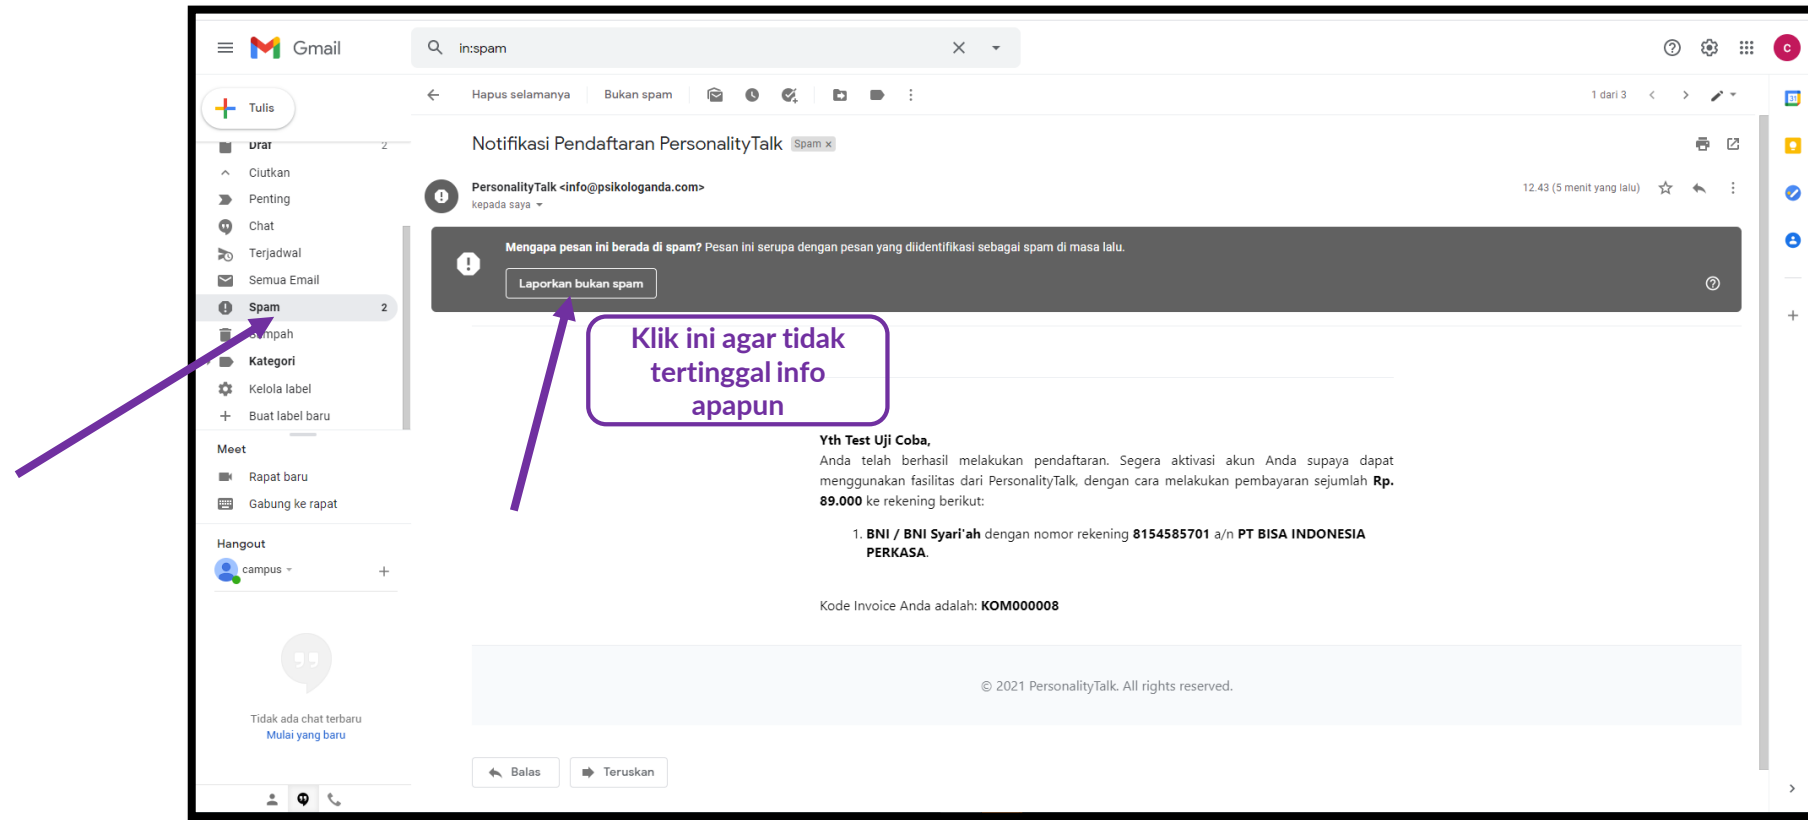 Gmail
in:spam
C
Tulis
Hapus selamanya
Bukan spam
1 dari 3
31
Draf 2
Ciutkan
Penting
Chat
Terjadwal
Semua Email
Spam 2
Sampah
Kategori
Kelola label
Buat label baru
Meet
Rapat baru
Gabung ke rapat
Hangout
campus
Tidak ada chat terbaru
Mulai yang baru
Notifikasi Pendaftaran PersonalityTalk Spam x
PersonalityTalk <info@psikologanda.com>
12.43 (5 menit yang lalu)
kepada saya
Mengapa pesan ini berada di spam? Pesan ini serupa dengan pesan yang diidentifikasi sebagai spam di masa lalu.
Laporkan bukan spam
Klik ini agar tidak
tertinggal info
apapun
Yth Test Uji Coba,
Anda telah berhasil melakukan pendaftaran. Segera aktivasi akun Anda supaya dapat
menggunakan fasilitas dari PersonalityTalk, dengan cara melakukan pembayaran sejumlah Rp.
89.000 ke rekening berikut:
1. BNI / BNI Syari'ah dengan nomor rekening 8154585701 a/n PT BISA INDONESIA
PERKASA.
Kode Invoice Anda adalah: KOM000008
© 2021 PersonalityTalk. All rights reserved.
Balas
Teruskan